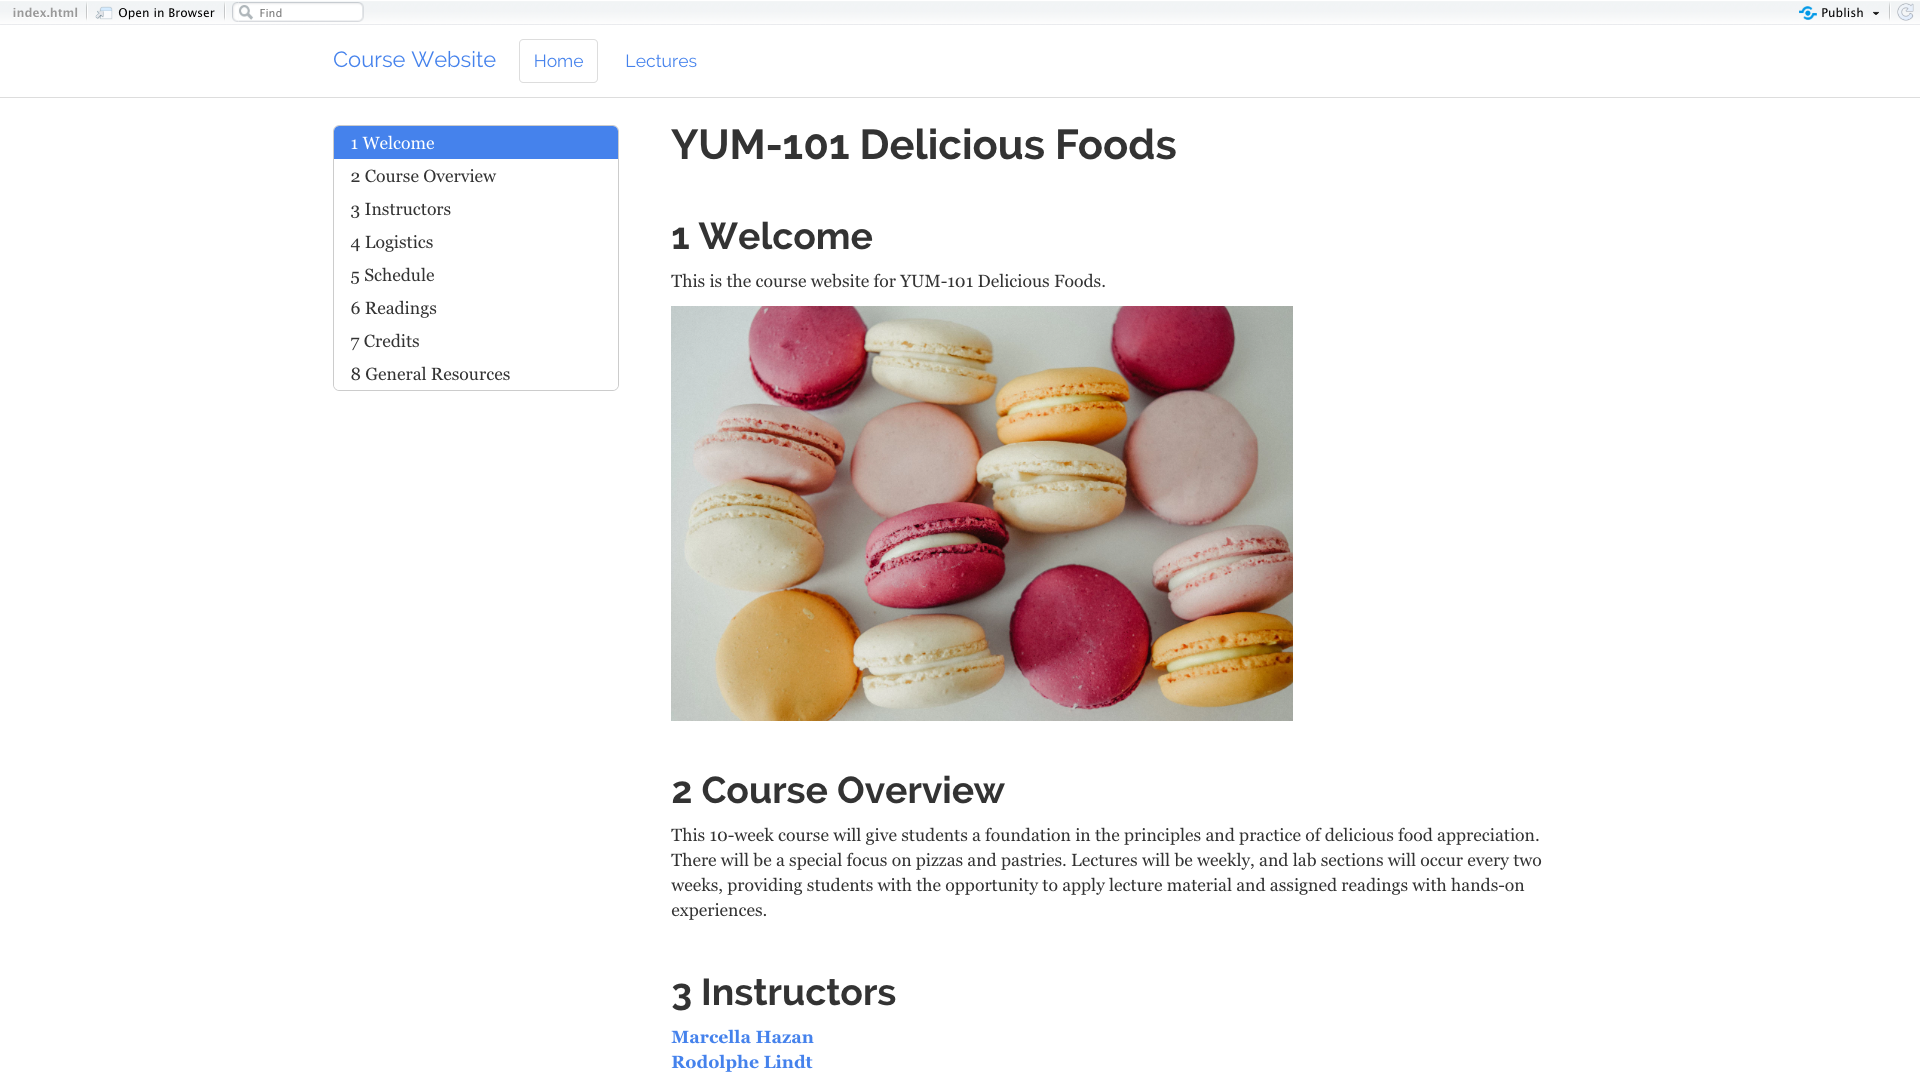 index.html Open in Browser Find Publish
Course Website Home Lectures
1 Welcome
2 Course Overview
3 Instructors
4 Logistics
5 Schedule
6 Readings
7 Credits
8 General Resources
YUM-101 Delicious Foods
1 Welcome
This is the course website for YUM-101 Delicious Foods.
2 Course Overview
This 10-week course will give students a foundation in the principles and practice of delicious food appreciation.
There will be a special focus on pizzas and pastries. Lectures will be weekly, and lab sections will occur every two
weeks, providing students with the opportunity to apply lecture material and assigned readings with hands-on
experiences.
3 Instructors
Marcella Hazan
Rodolphe Lindt